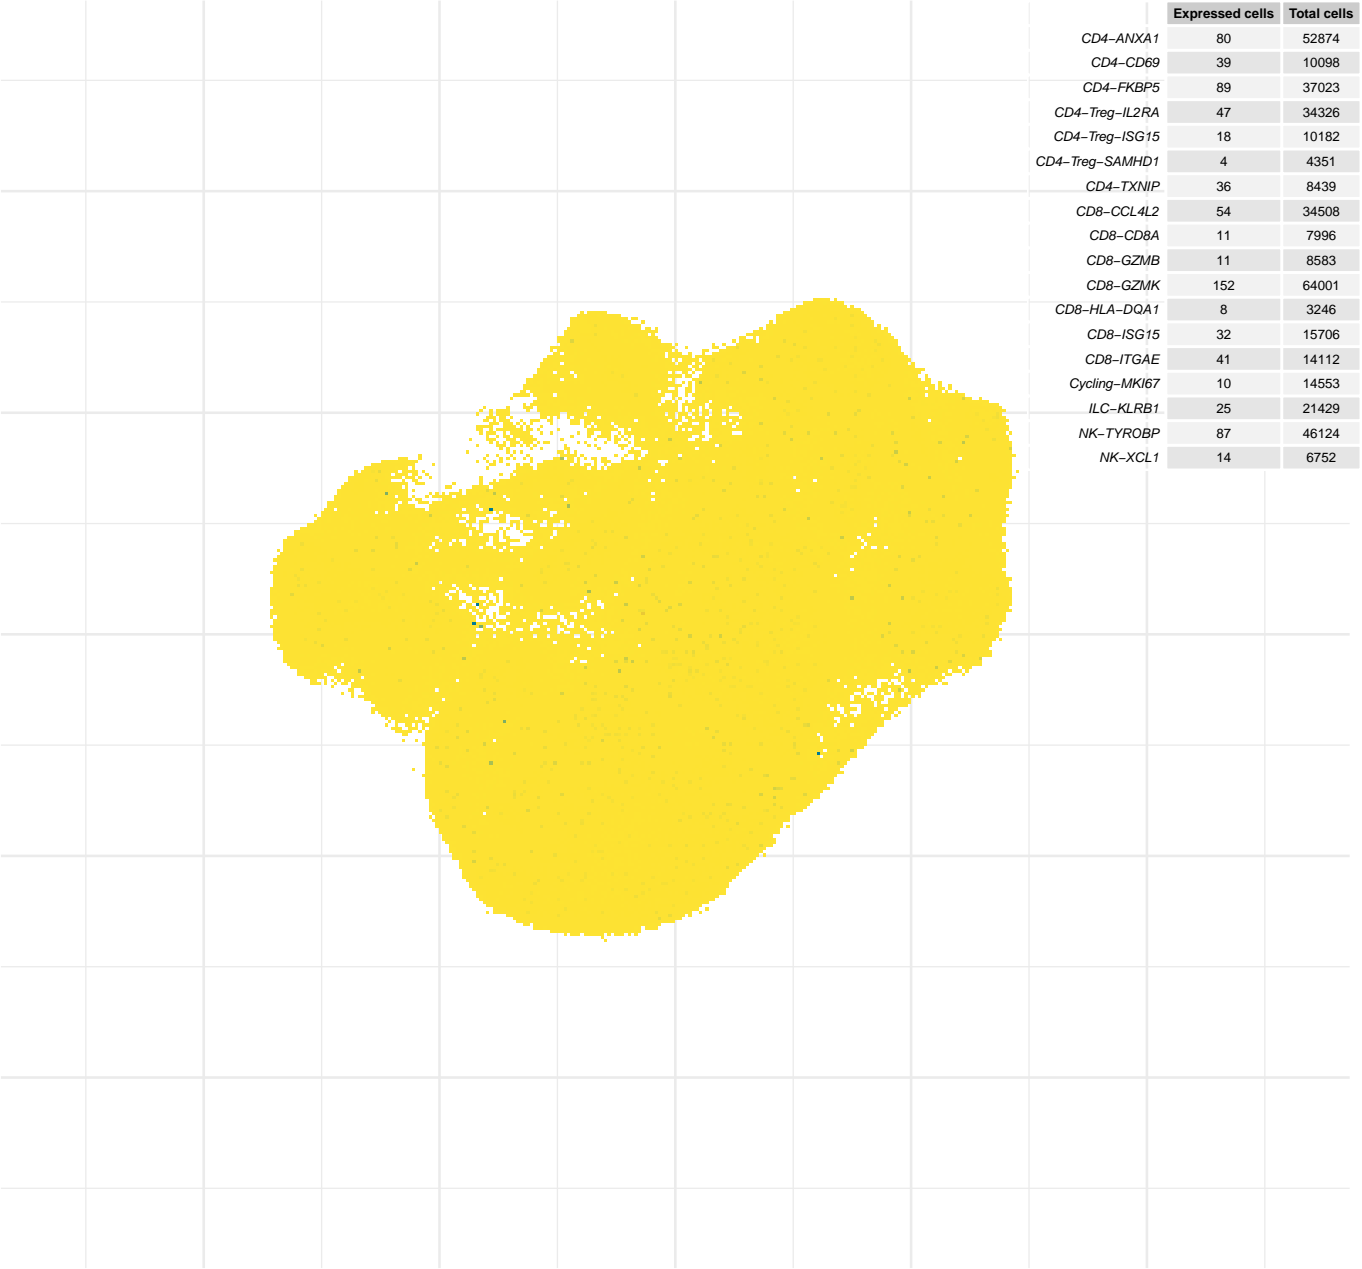 Expressed cells Total cells
CD4−ANXA1 80 52874
CD4−CD69 39 10098
CD4−FKBP5 89 37023
CD4−Treg−IL2RA 47 34326
CD4−Treg−ISG15 18 10182
CD4−Treg−SAMHD1 4 4351
CD4−TXNIP 36 8439
CD8−CCL4L2 54 34508
CD8−CD8A 11 7996
CD8−GZMB 11 8583
CD8−GZMK 152 64001
CD8−HLA−DQA1 8 3246
CD8−ISG15 32 15706
CD8−ITGAE 41 14112
Cycling−MKI67 10 14553
ILC−KLRB1 25 21429
NK−TYROBP 87 46124
NK−XCL1 14 6752